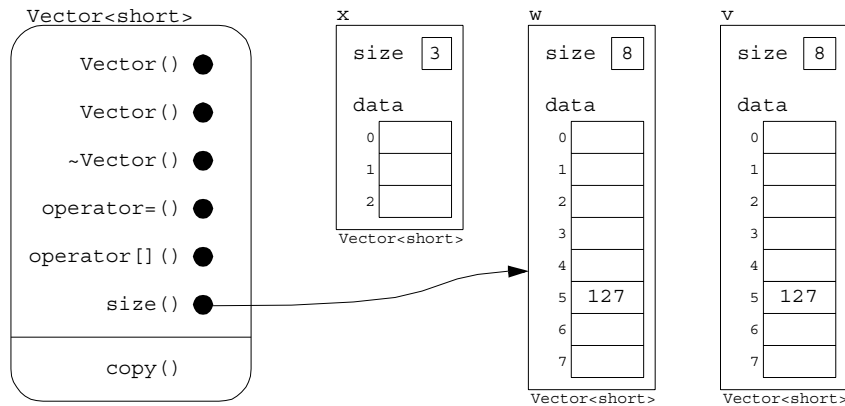 Vector<short>
Vector()
Vector()
~Vector()
operator=()
operator[]()
size()
copy()
x
size 3
data
0
1
2
Vector<short>
w
size 8
data
0
1
2
3
4
5 127
6
7
Vector<short>
v
size 8
data
0
1
2
3
4
5 127
6
7
Vector<short>